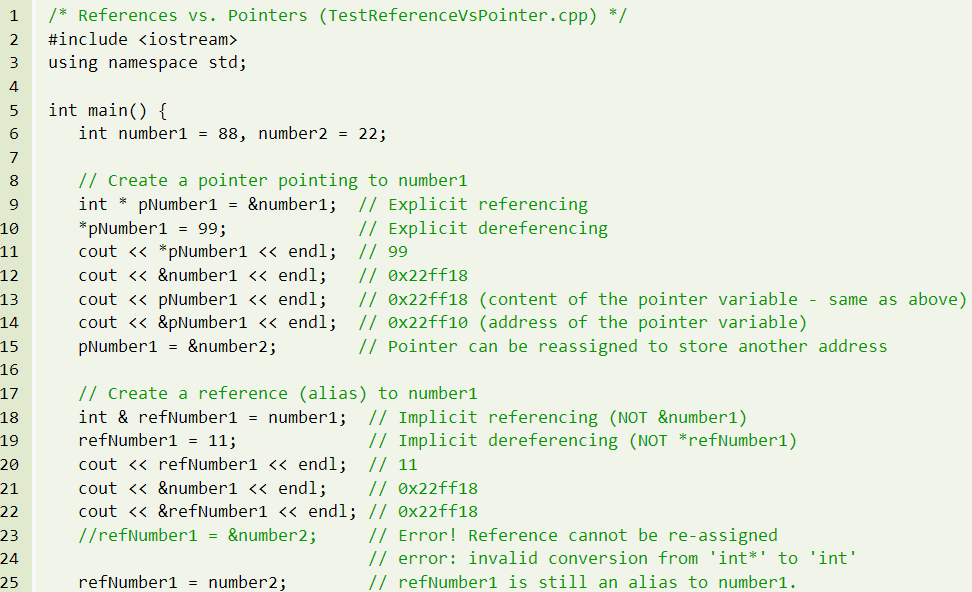 1 /* References vs. Pointers (TestReferenceVsPointer.cpp) */
2 #include <iostream>
3 using namespace std;
4
5 int main() {
6    int number1 = 88, number2 = 22;
7
8    // Create a pointer pointing to number1
9    int * pNumber1 = &number1;  // Explicit referencing
10    *pNumber1 = 99;             // Explicit dereferencing
11    cout << *pNumber1 << endl;  // 99
12    cout << &number1 << endl;   // 0x22ff18
13    cout << pNumber1 << endl;   // 0x22ff18 (content of the pointer variable - same as above)
14    cout << &pNumber1 << endl;  // 0x22ff10 (address of the pointer variable)
15    pNumber1 = &number2;        // Pointer can be reassigned to store another address
16
17    // Create a reference (alias) to number1
18    int & refNumber1 = number1;  // Implicit referencing (NOT &number1)
19    refNumber1 = 11;             // Implicit dereferencing (NOT *refNumber1)
20    cout << refNumber1 << endl;  // 11
21    cout << &number1 << endl;    // 0x22ff18
22    cout << &refNumber1 << endl; // 0x22ff18
23    //refNumber1 = &number2;     // Error! Reference cannot be re-assigned
24                                 // error: invalid conversion from 'int*' to 'int'
25    refNumber1 = number2;        // refNumber1 is still an alias to number1.